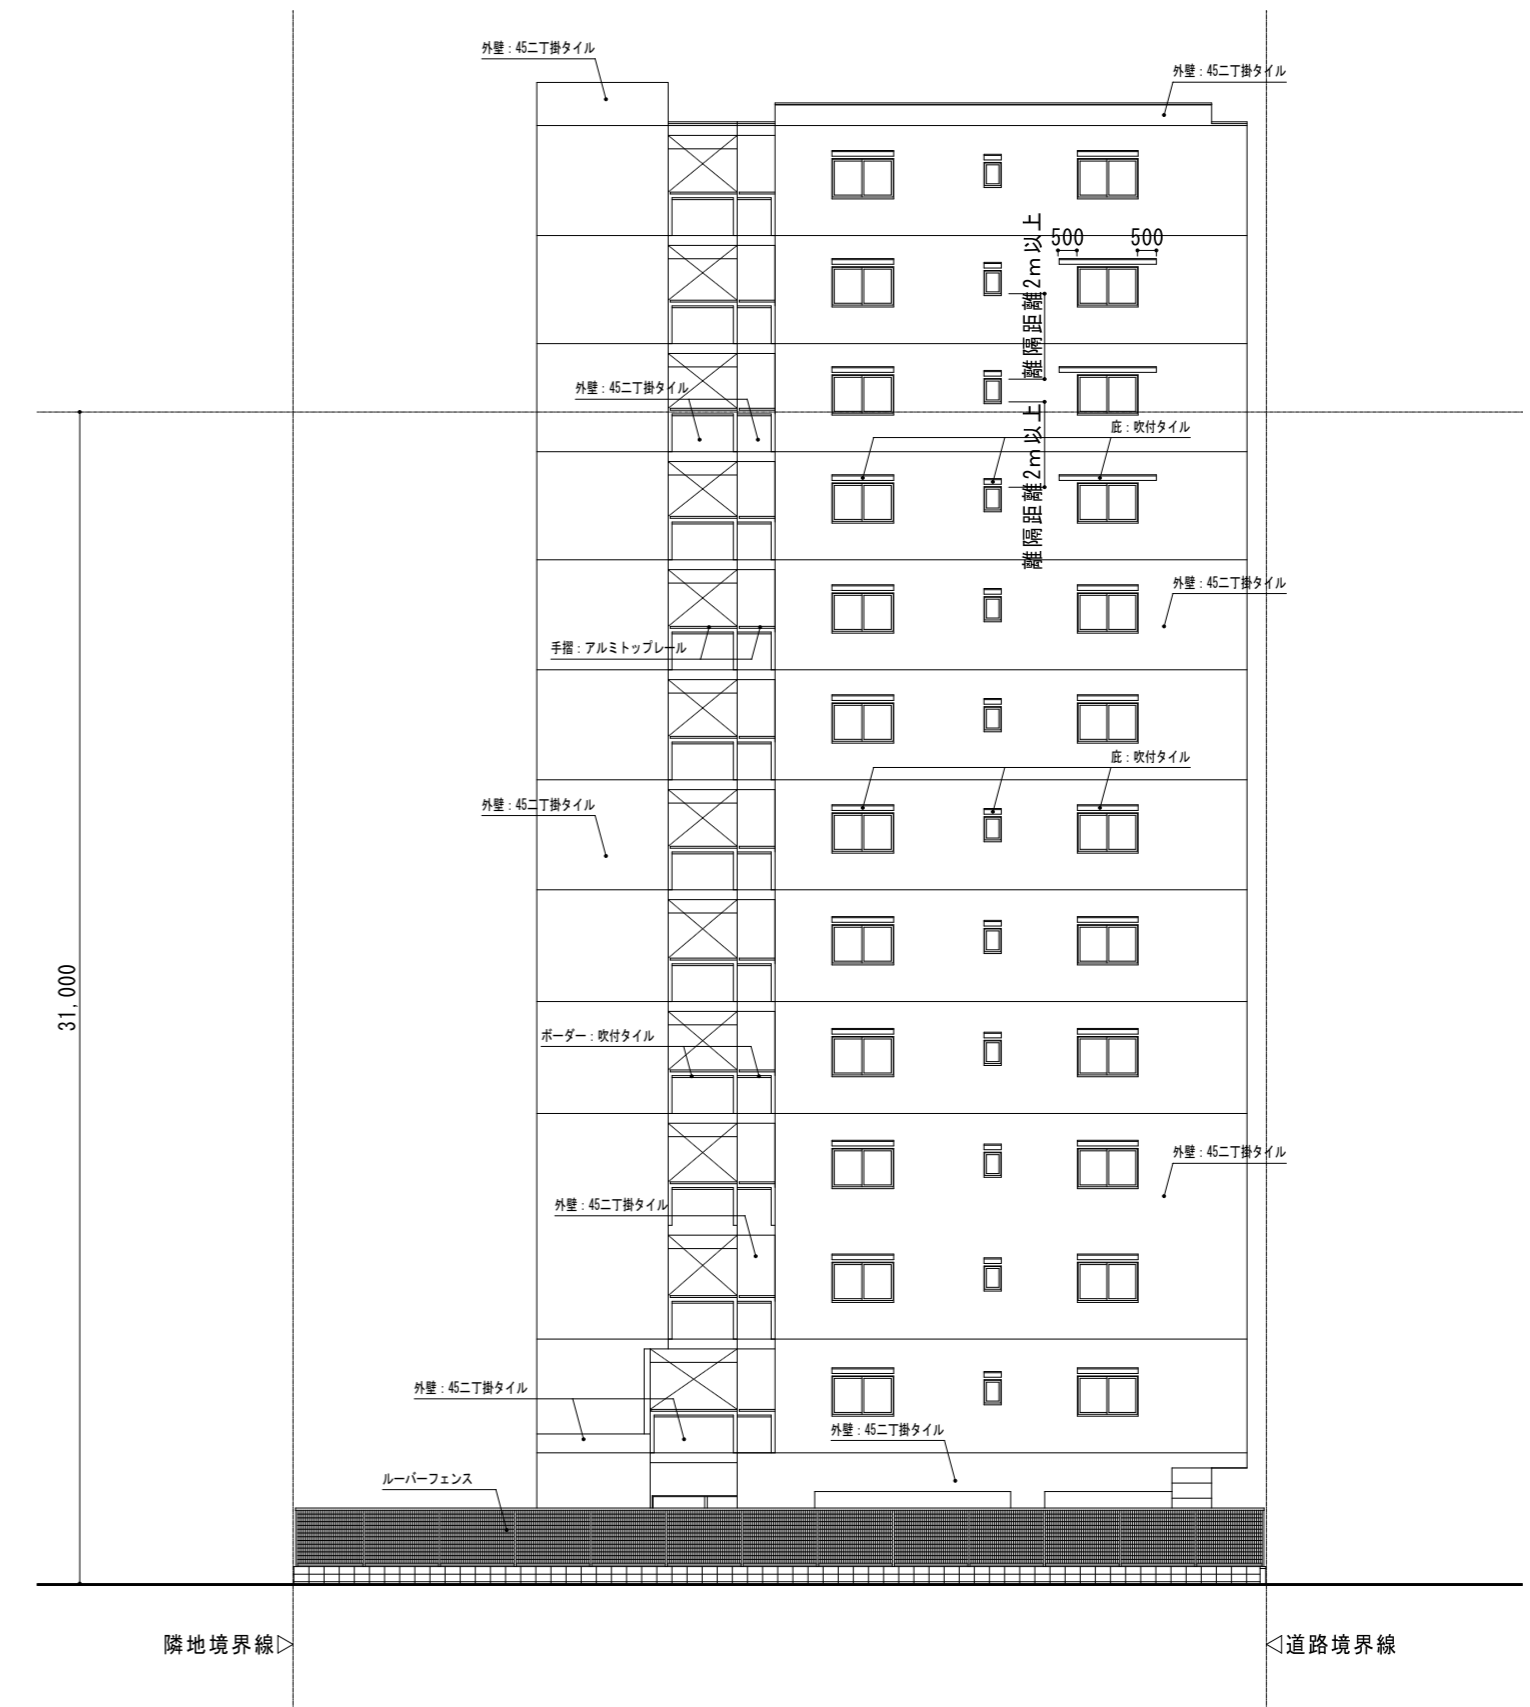 外壁：45二丁掛タイル
外壁：45二丁掛タイル
離隔距離2m以上
500
500
外壁：45二丁掛タイル
離隔距離2m以上
庇：吹付タイル
外壁：45二丁掛タイル
手摺：アルミトップレール
庇：吹付タイル
外壁：45二丁掛タイル
31,000
ボーダー：吹付タイル
外壁：45二丁掛タイル
外壁：45二丁掛タイル
外壁：45二丁掛タイル
外壁：45二丁掛タイル
ルーバーフェンス
隣地境界線▷
◁道路境界線